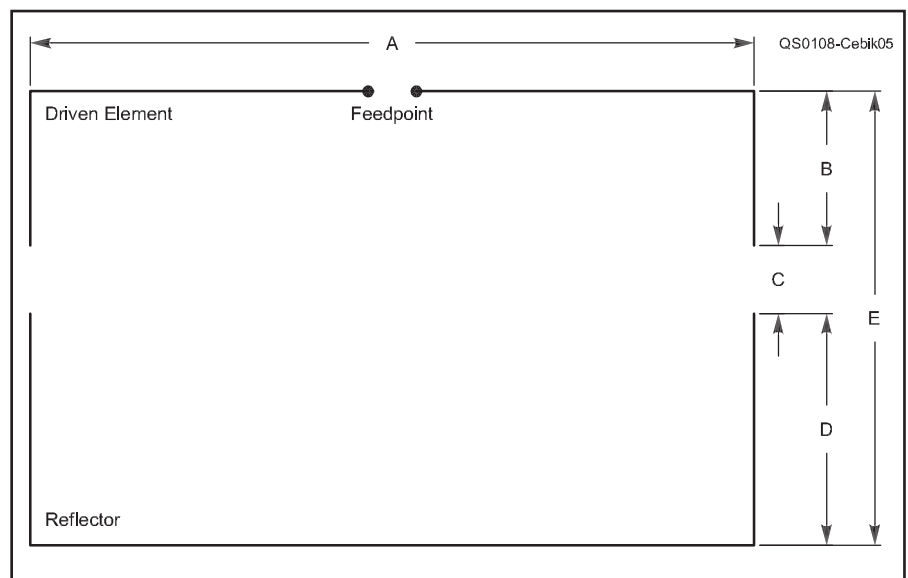 A
QS0108-Cebik05
Driven Element
Feedpoint
B
C
E
D
Reflector